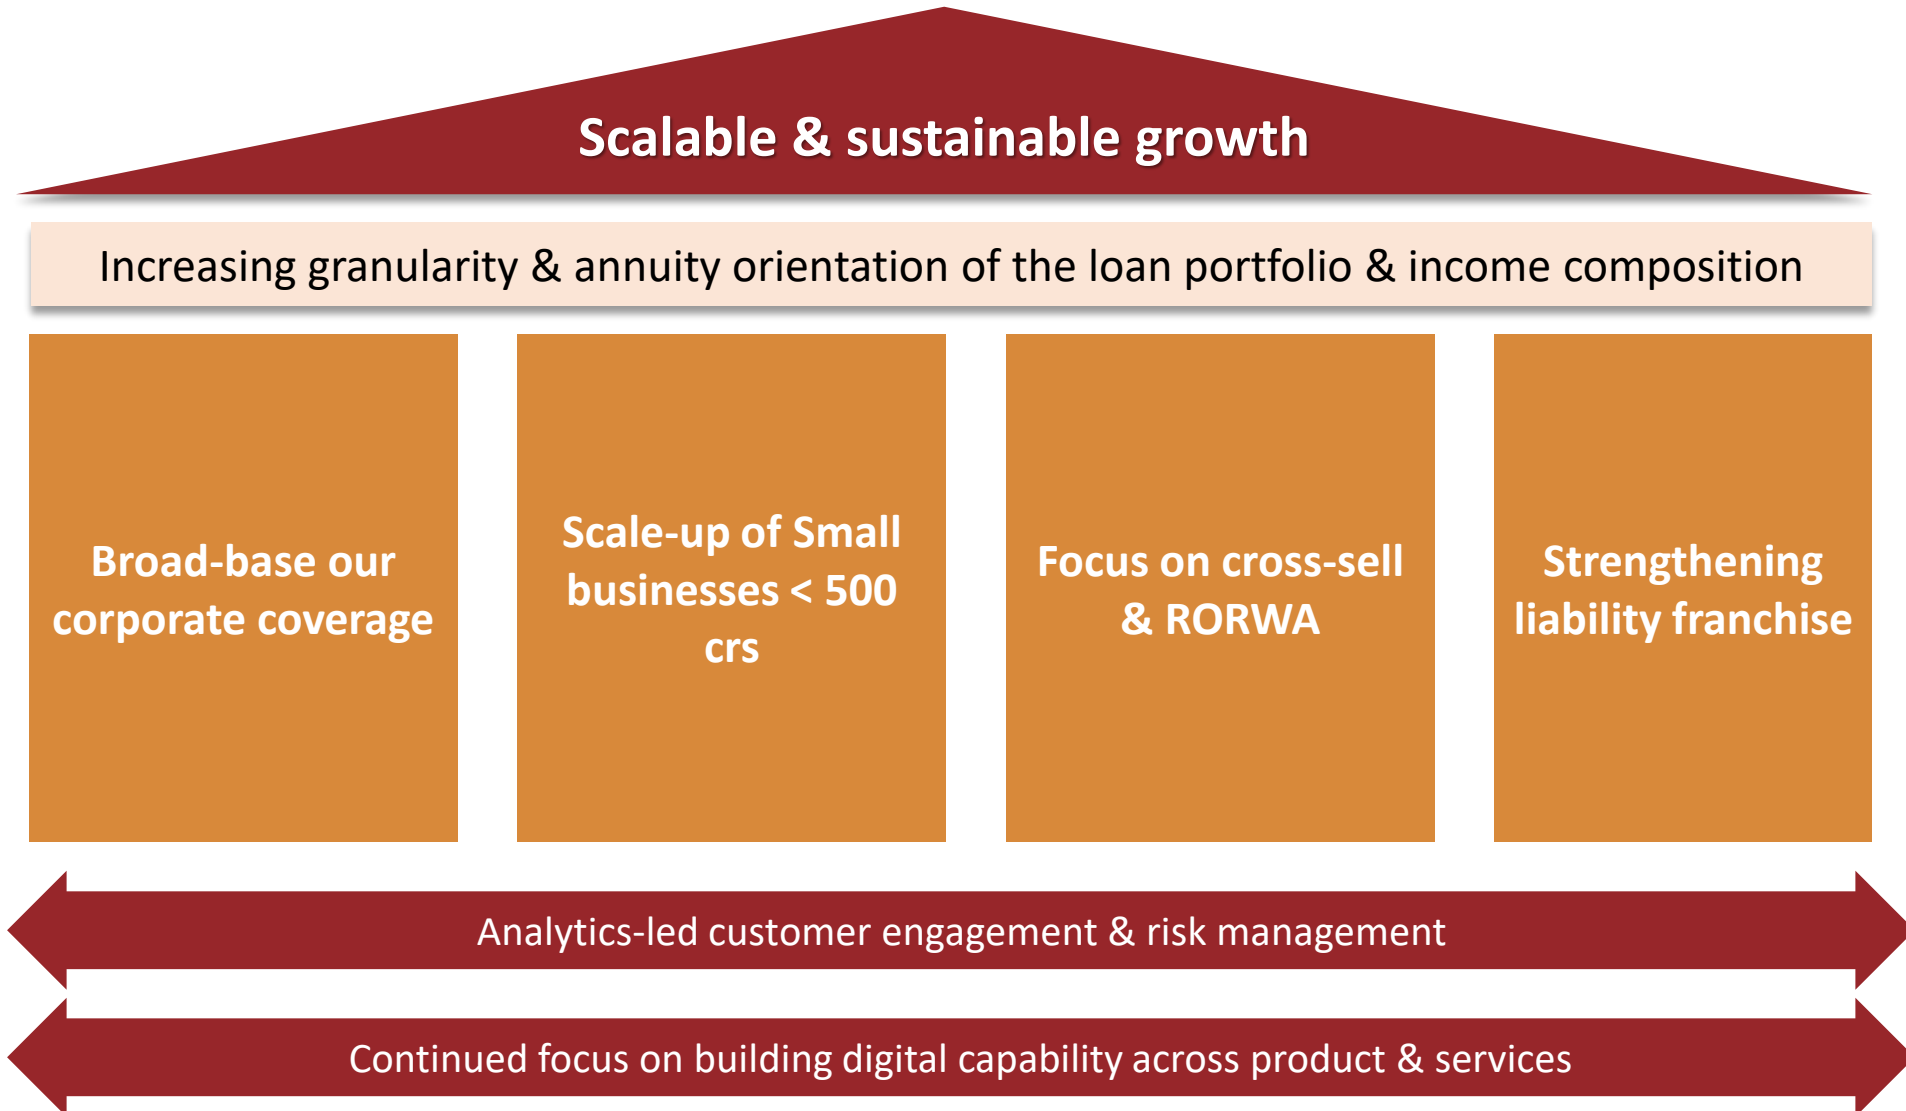 Scalable & sustainable growth
Increasing granularity & annuity orientation of the loan portfolio & income composition
Broad-base our
corporate coverage
Scale-up of Small
businesses < 500
crs
Focus on cross-sell
& RORWA
Strengthening
liability franchise
Analytics-led customer engagement & risk management
Continued focus on building digital capability across product & services